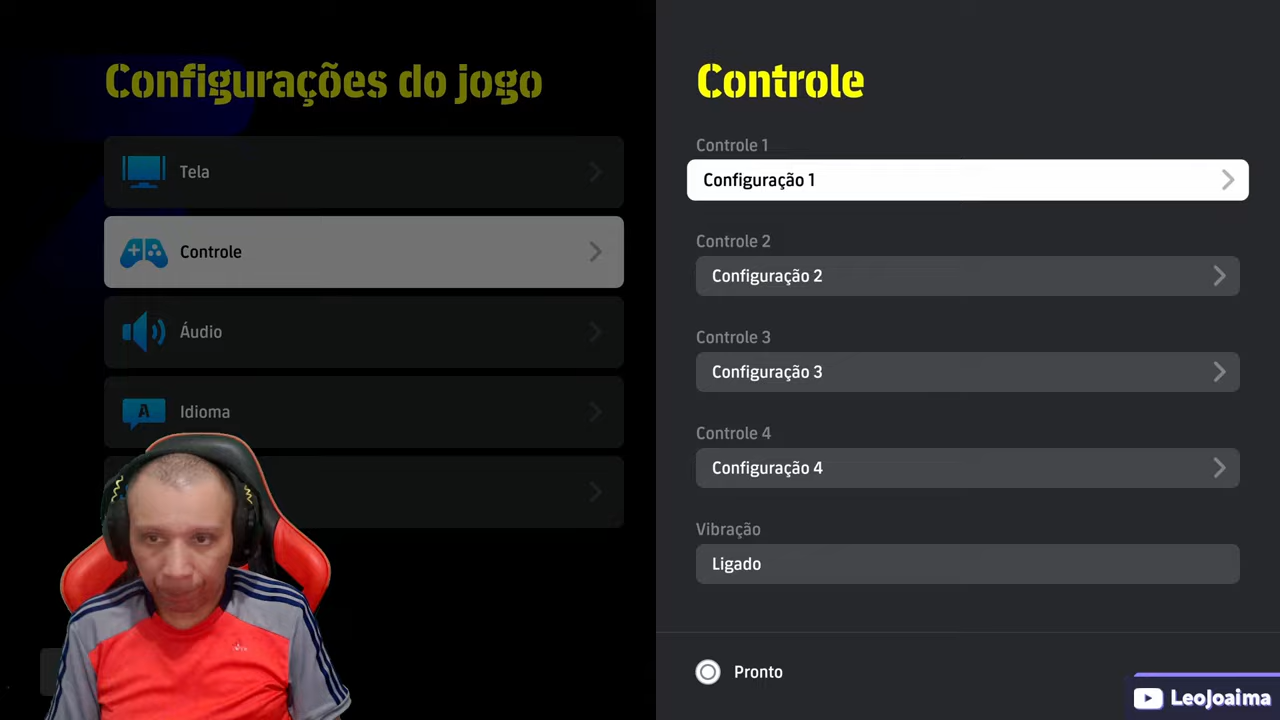 Configurações do jogo
Tela
Controle
Áudio
A
Idioma
Controle
Controle 1
Configuração 1
Controle 2
Configuração 2
Controle 3
Configuração 3
Controle 4
Configuração 4
Vibração
Ligado
Pronto
LeoJoaima